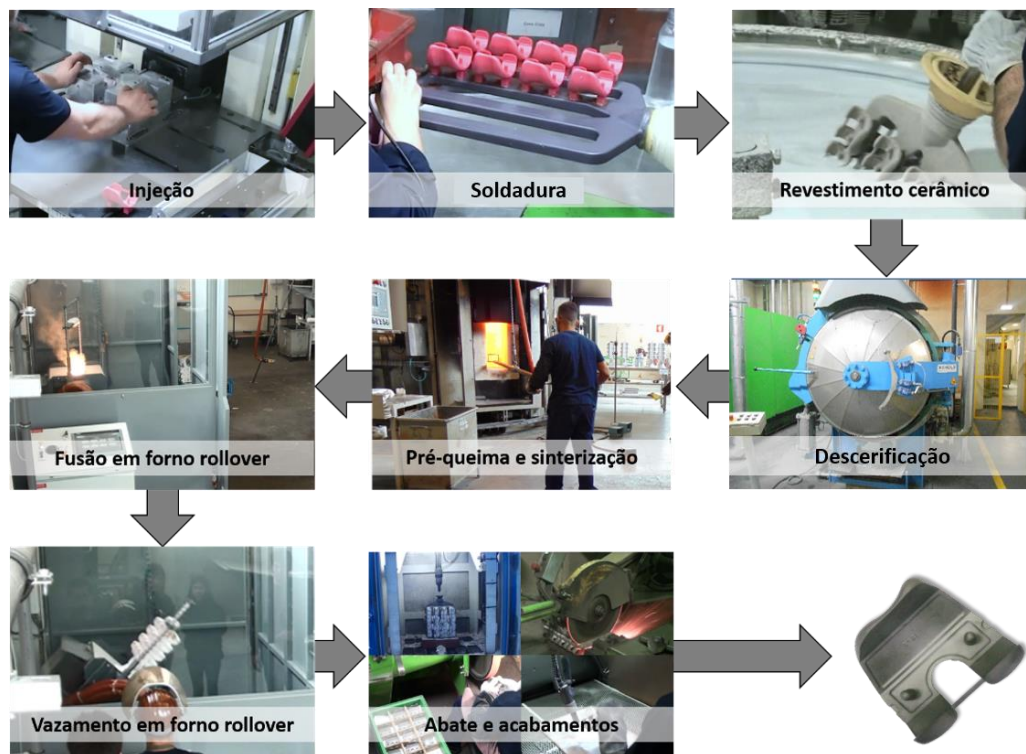 Injeção
Soldadura
Revestimento cerâmico
Descerificação
Pré-queima e sinterização
Fusão em forno rollover
Vazamento em forno rollover
Abate e acabamentos